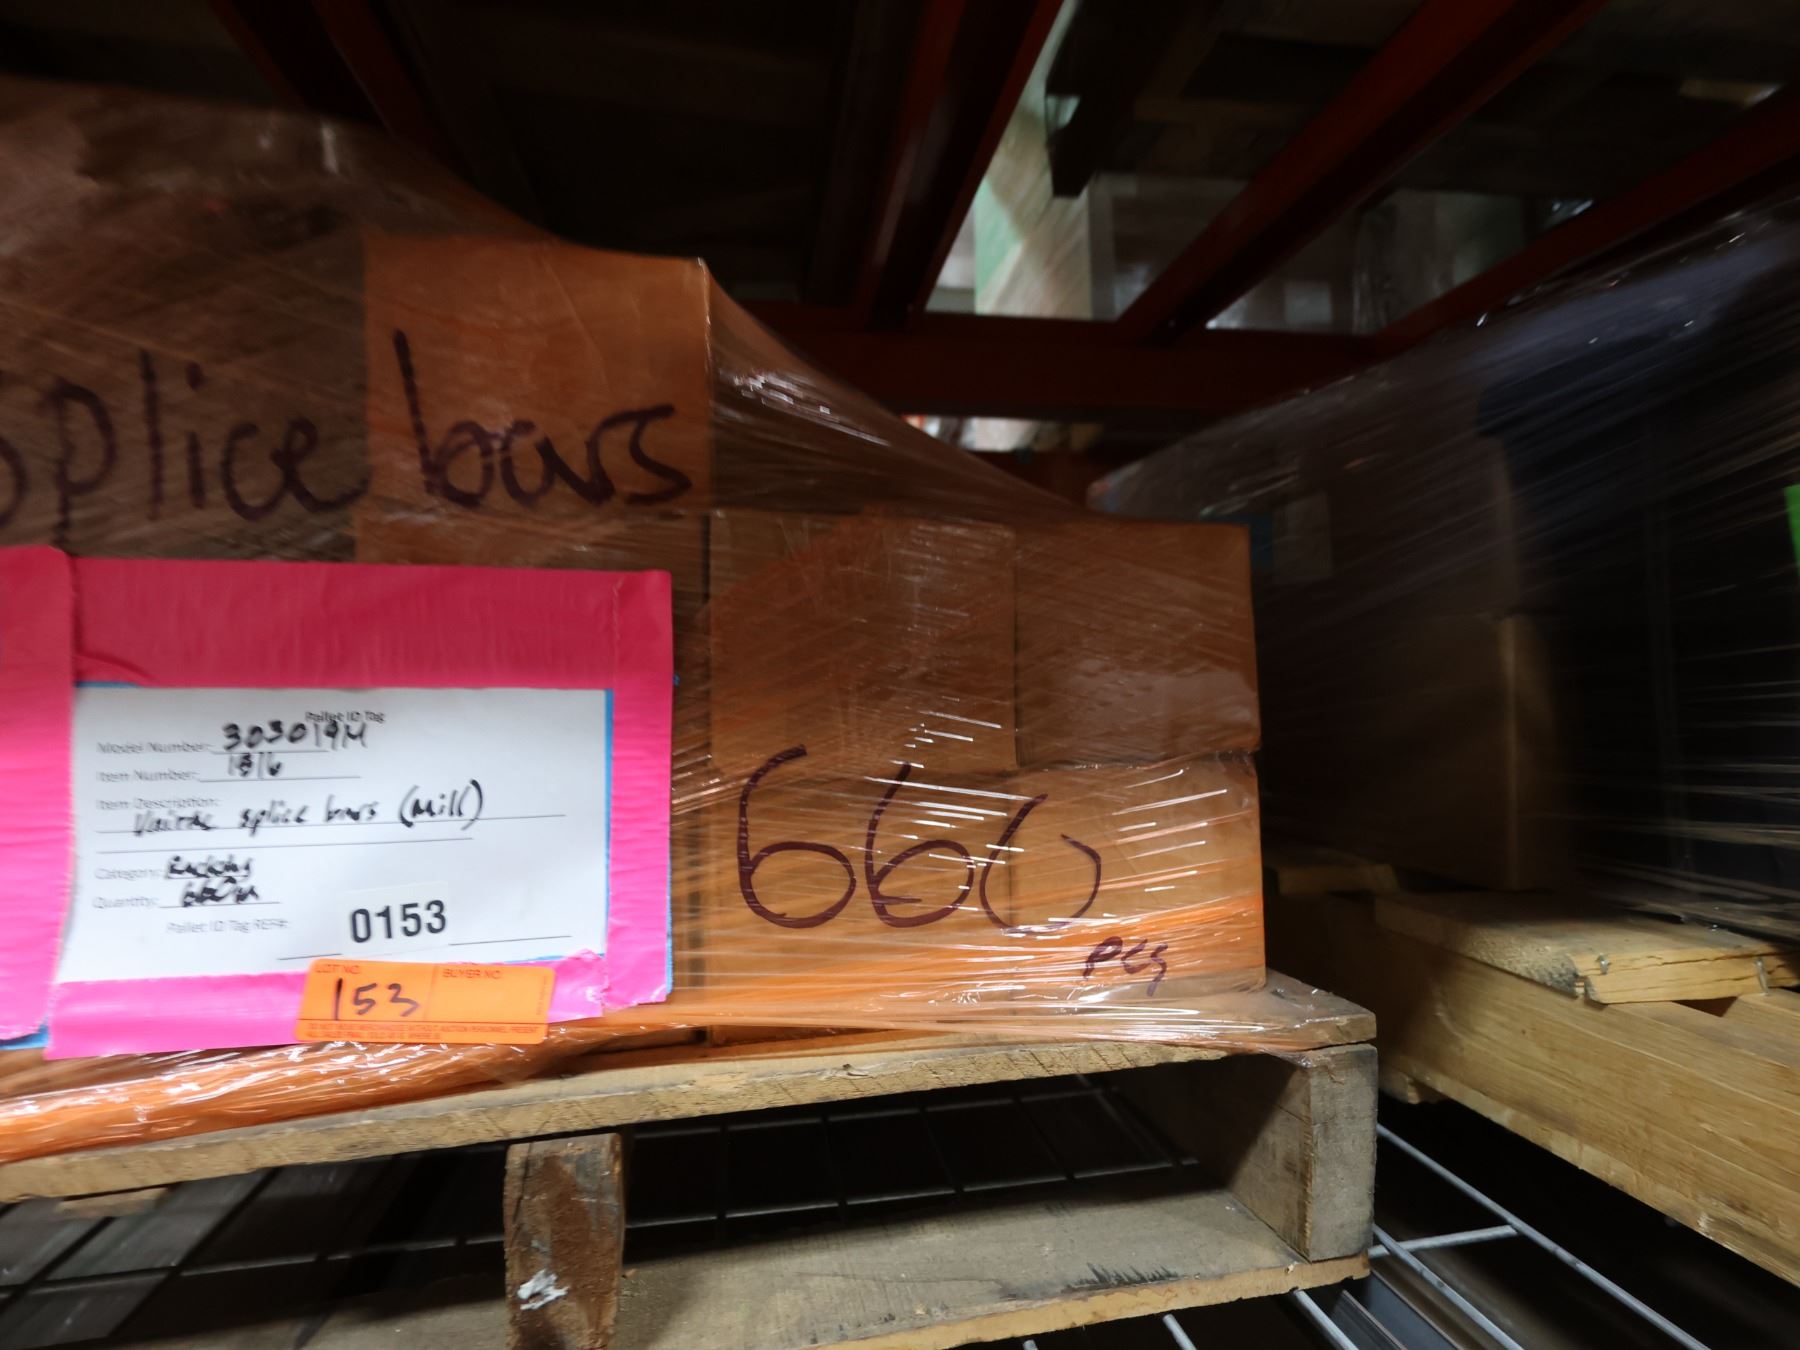 splice bars
Pallet ID Tag
Model Number: 303019M
Item Number: 1816
Item Description:
splice bars (Mill)
Category:
Quantity:
Pallet ID Tag REF#:
0153
LOT NO. BUYER NO.
153
660
pcs